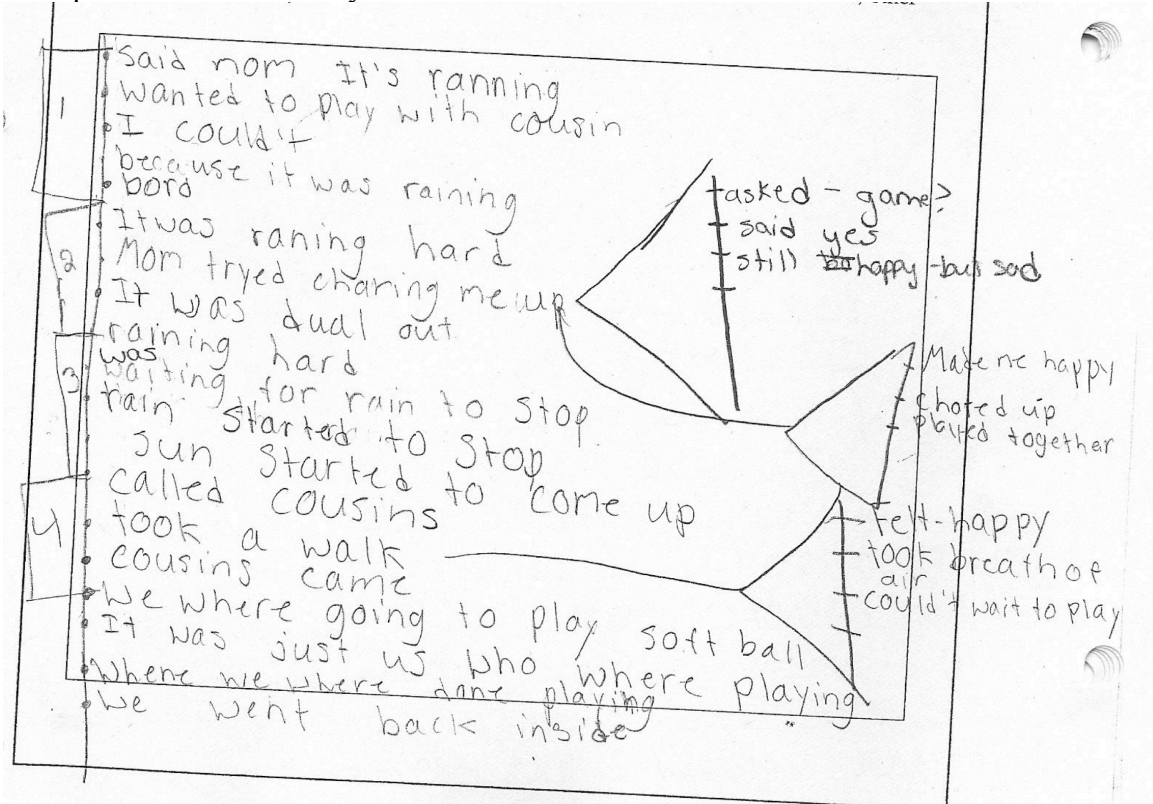 1
Said mom It's ranning
wanted to play with cousin
I could't
because it was raining
bord
2
It was raning hard
Mom tryed charing me up
It was dual out
3
raining hard
was
waiting for rain to stop
rain started to stop
sun started to come up
4
called cousins
took a walk
cousins came
We where going to play soft ball
It was just us who where playing
Where we where done playing
We went back inside
asked - game?
said yes
still happy - but sad
Made me happy
chared up
played together
Felt-happy
took breath of
air
could't wait to play